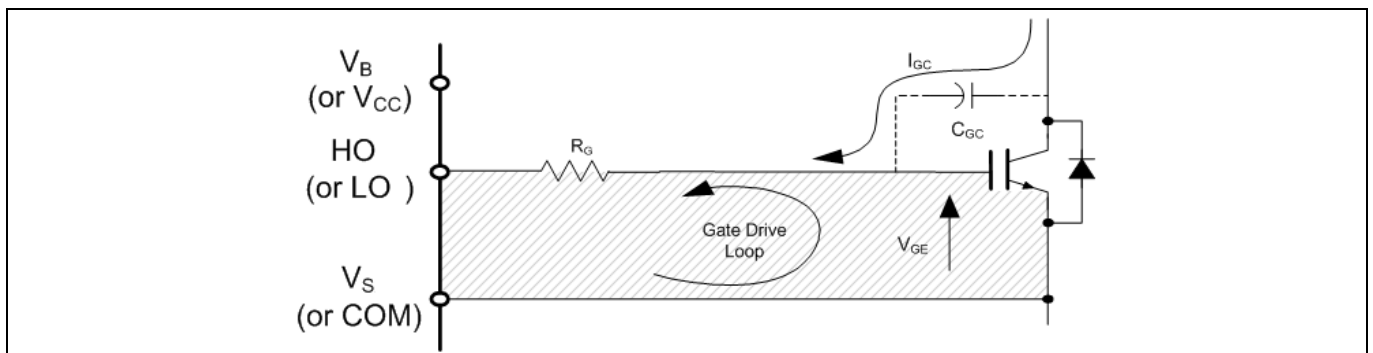 V_B
(or V_CC)
HO
(or LO )
V_S
(or COM)
R_G
I_GC
C_GC
Gate Drive
Loop
V_GE